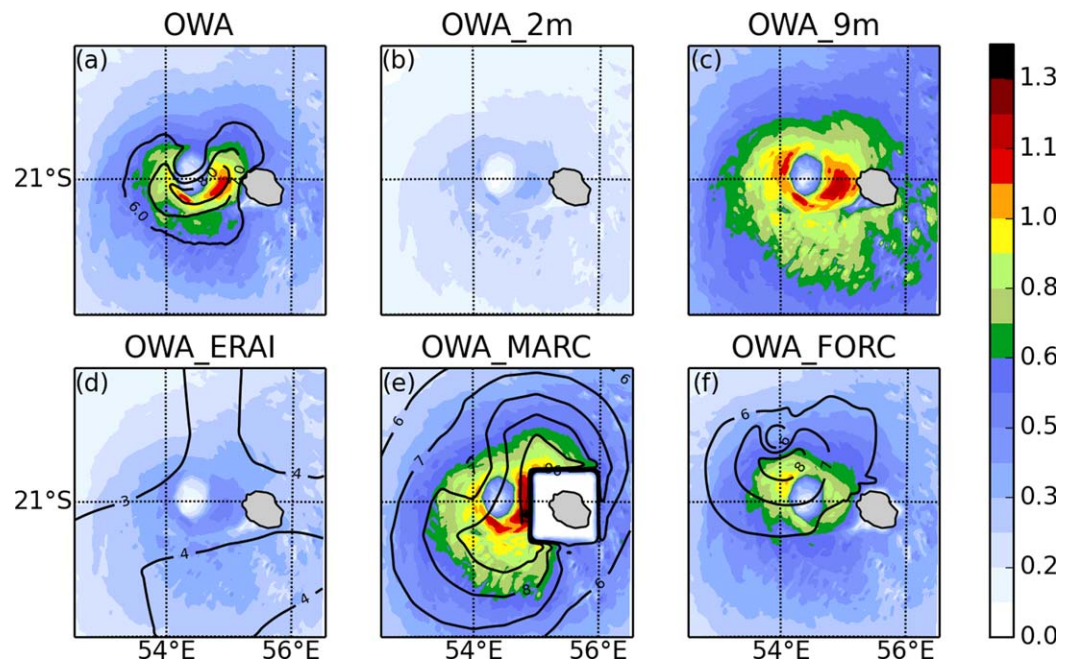 OWA OWA_2m OWA_9m
(a) (b) (c)
21°S
6.0
OWA_ERAI OWA_MARC OWA_FORC
(d) (e) (f)
3 4 4 4
6 7 6 8 6
6 8
21°S
54°E 56°E 54°E 56°E 54°E 56°E
1.3
1.1
1.0
0.8
0.6
0.5
0.3
0.2
0.0